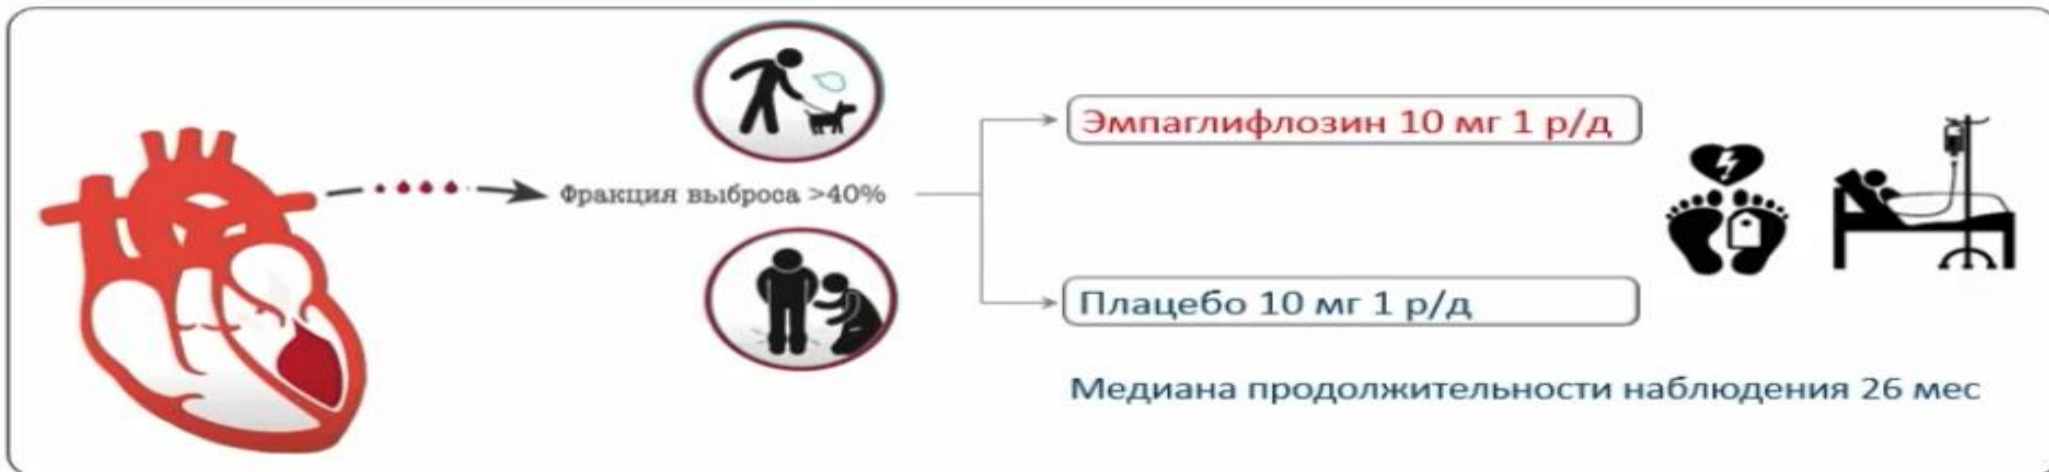 Эмпаглифлозин 10 мг 1 р/д
Фракция выброса >40%
Плацебо 10 мг 1 р/д
Медиана продолжительности наблюдения 26 мес